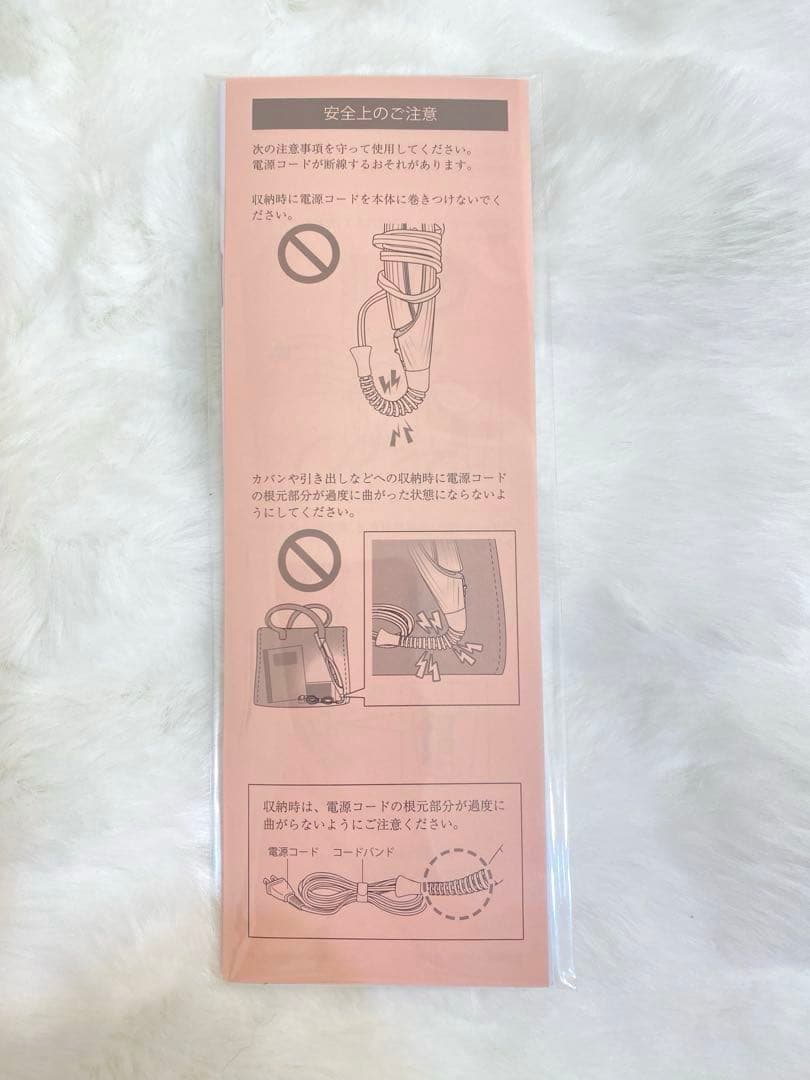 安全上のご注意
次の注意事項を守って使用してください。
電源コードが断線するおそれがあります。
収納時に電源コードを本体に巻きつけないでく
ださい。
カバンや引き出しなどへの収納時に電源コード
の根元部分が過度に曲がった状態にならないよ
うにしてください。
収納時は、電源コードの根元部分が過度に
曲がらないようにご注意ください。
電源コード コードバンド